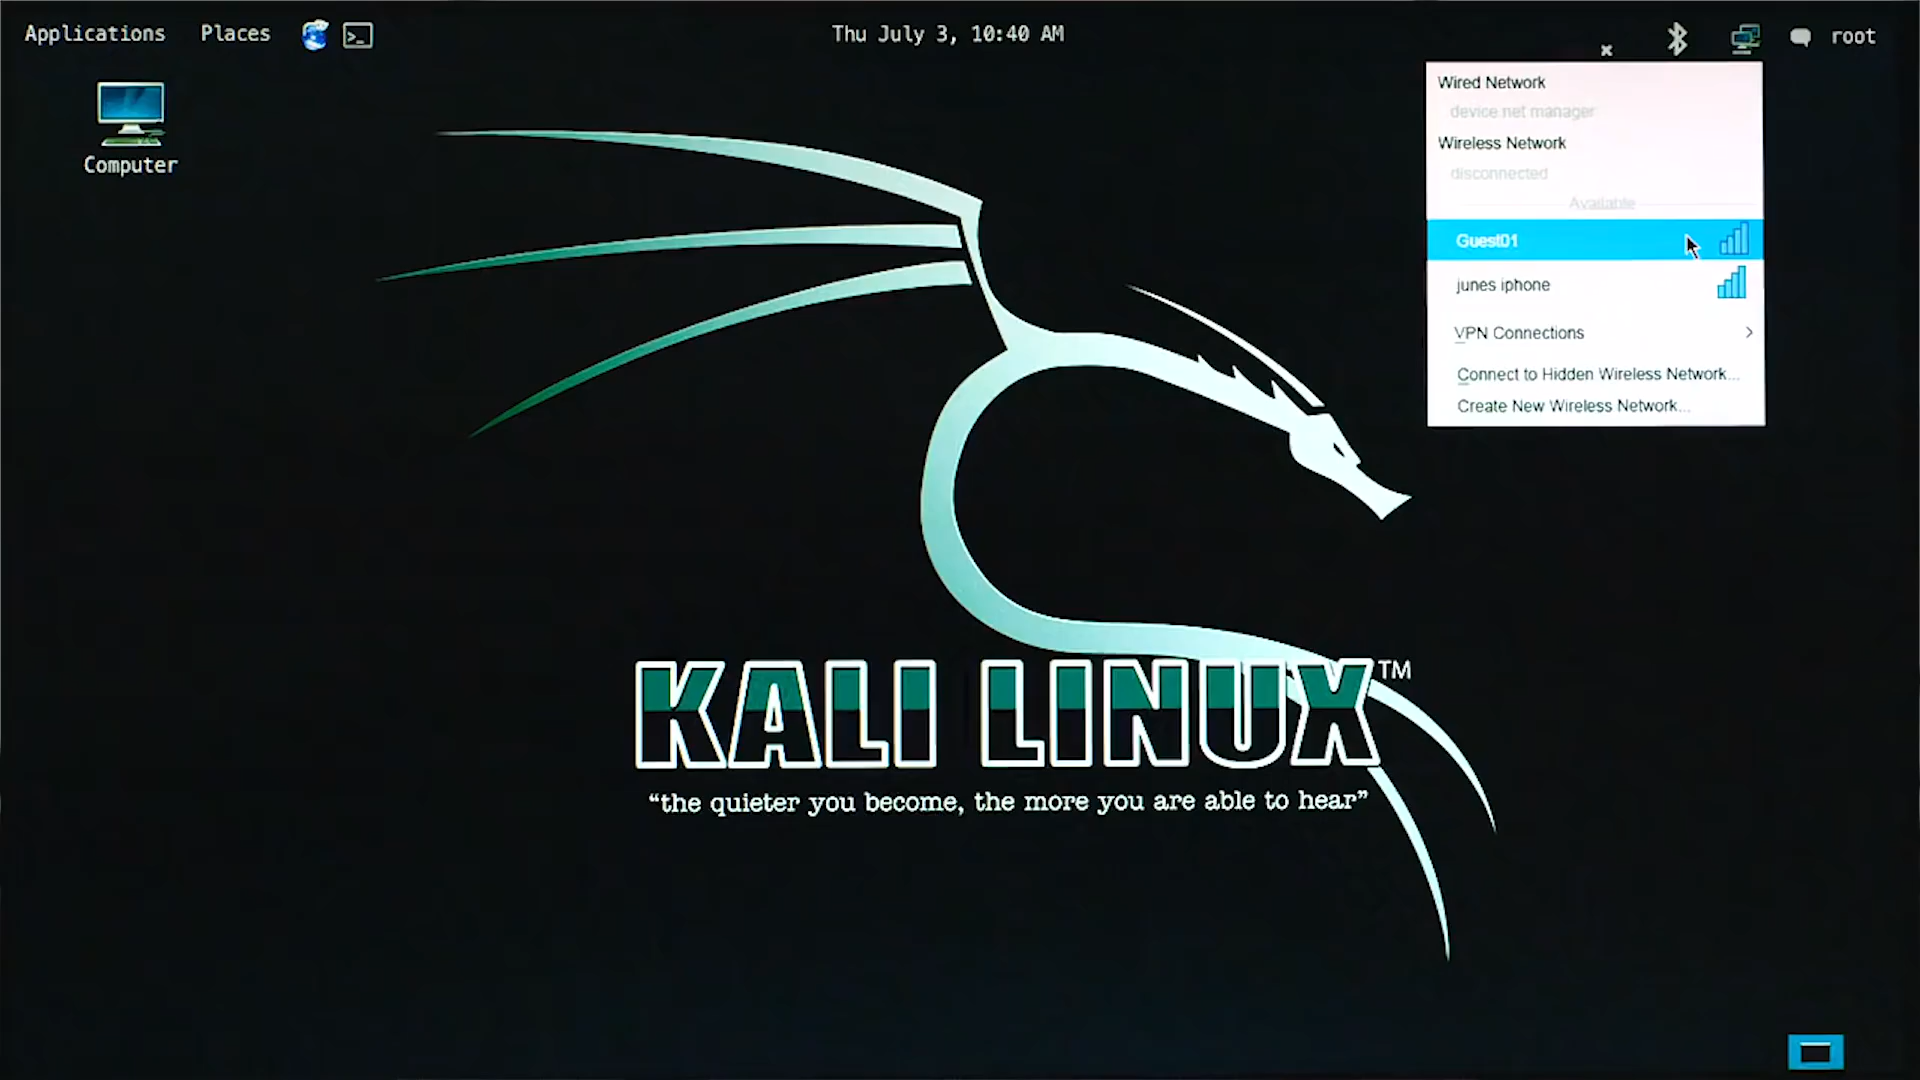 Applications Places Thu July 3, 10:40 AM root
Computer
Wired Network
device net manager
Wireless Network
disconnected
Available
Guest01
junes iphone
VPN Connections
Connect to Hidden Wireless Network...
Create New Wireless Network...
KALI LINUX™
“the quieter you become, the more you are able to hear”